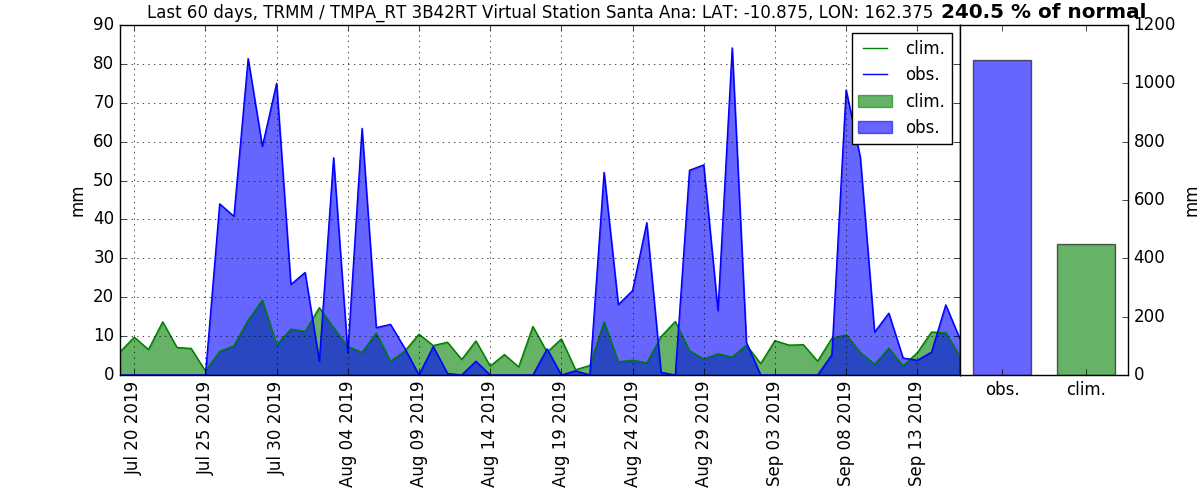 Last 60 days, TRMM / TMPA_RT 3B42RT Virtual Station Santa Ana: LAT: -10.875, LON: 162.375 240.5 % of normal
90
80
70
60
50
40
30
20
10
0
mm
clim.
obs.
clim.
obs.
Jul 20 2019
Jul 25 2019
Jul 30 2019
Aug 04 2019
Aug 09 2019
Aug 14 2019
Aug 19 2019
Aug 24 2019
Aug 29 2019
Sep 03 2019
Sep 08 2019
Sep 13 2019
1200
1000
800
600
400
200
0
mm
obs. clim.